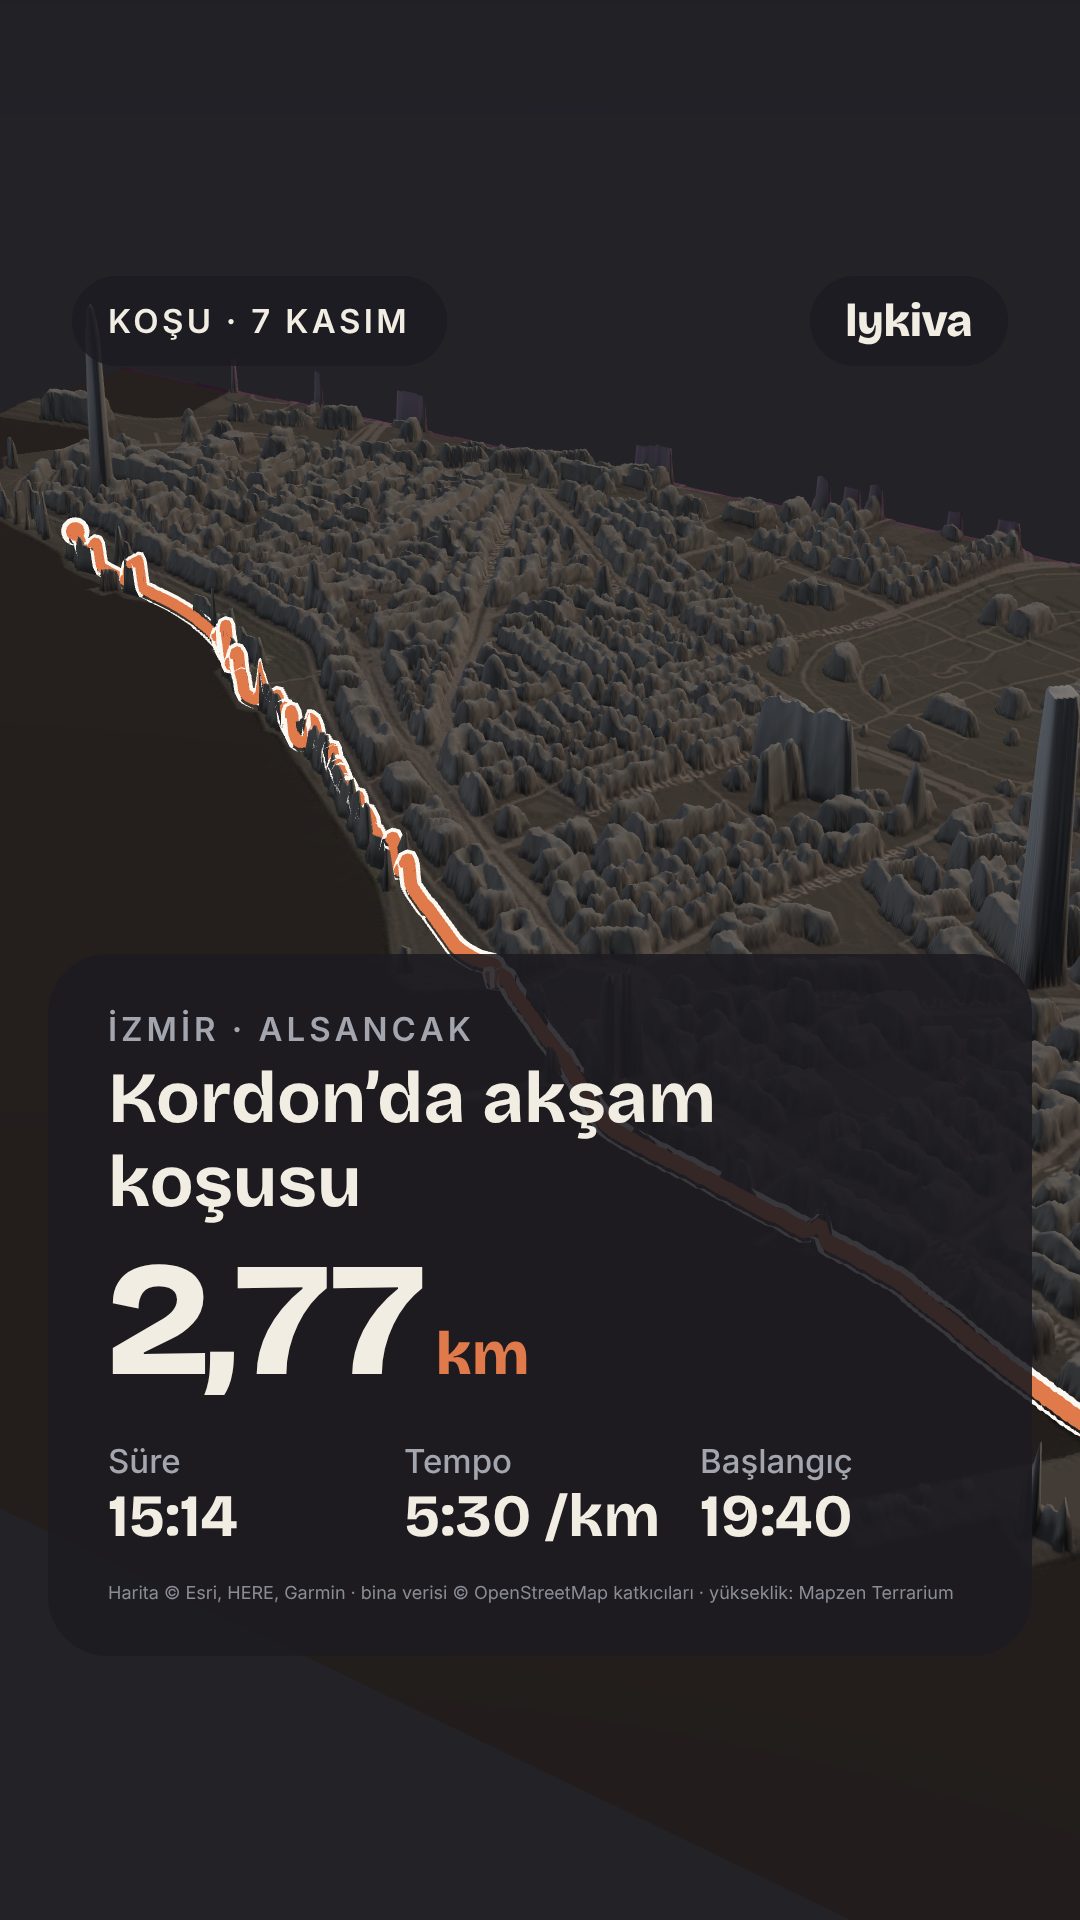 KOŞU · 7 KASIM
lykiva
İZMİR · ALSANCAK
Kordon’da akşam
koşusu
2,77 km
Süre Tempo Başlangıç
15:14 5:30 /km 19:40
Harita © Esri, HERE, Garmin · bina verisi © OpenStreetMap katkıcıları · yükseklik: Mapzen Terrarium